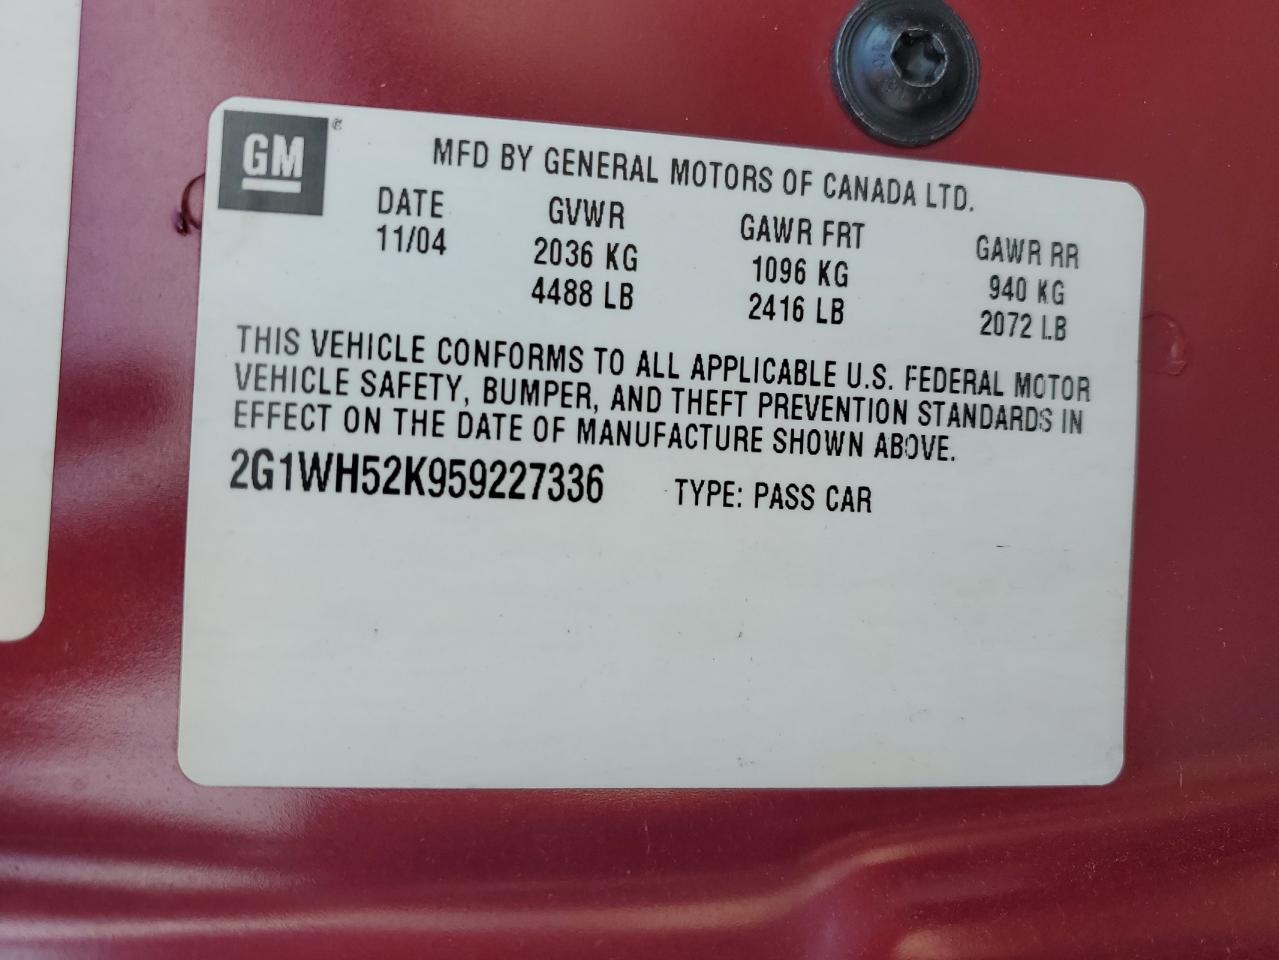 GM ®
MFD BY GENERAL MOTORS OF CANADA LTD.
DATE GVWR GAWR FRT GAWR RR
11/04 2036 KG 1096 KG 940 KG
4488 LB 2416 LB 2072 LB
THIS VEHICLE CONFORMS TO ALL APPLICABLE U.S. FEDERAL MOTOR
VEHICLE SAFETY, BUMPER, AND THEFT PREVENTION STANDARDS IN
EFFECT ON THE DATE OF MANUFACTURE SHOWN ABOVE.
2G1WH52K959227336 TYPE: PASS CAR